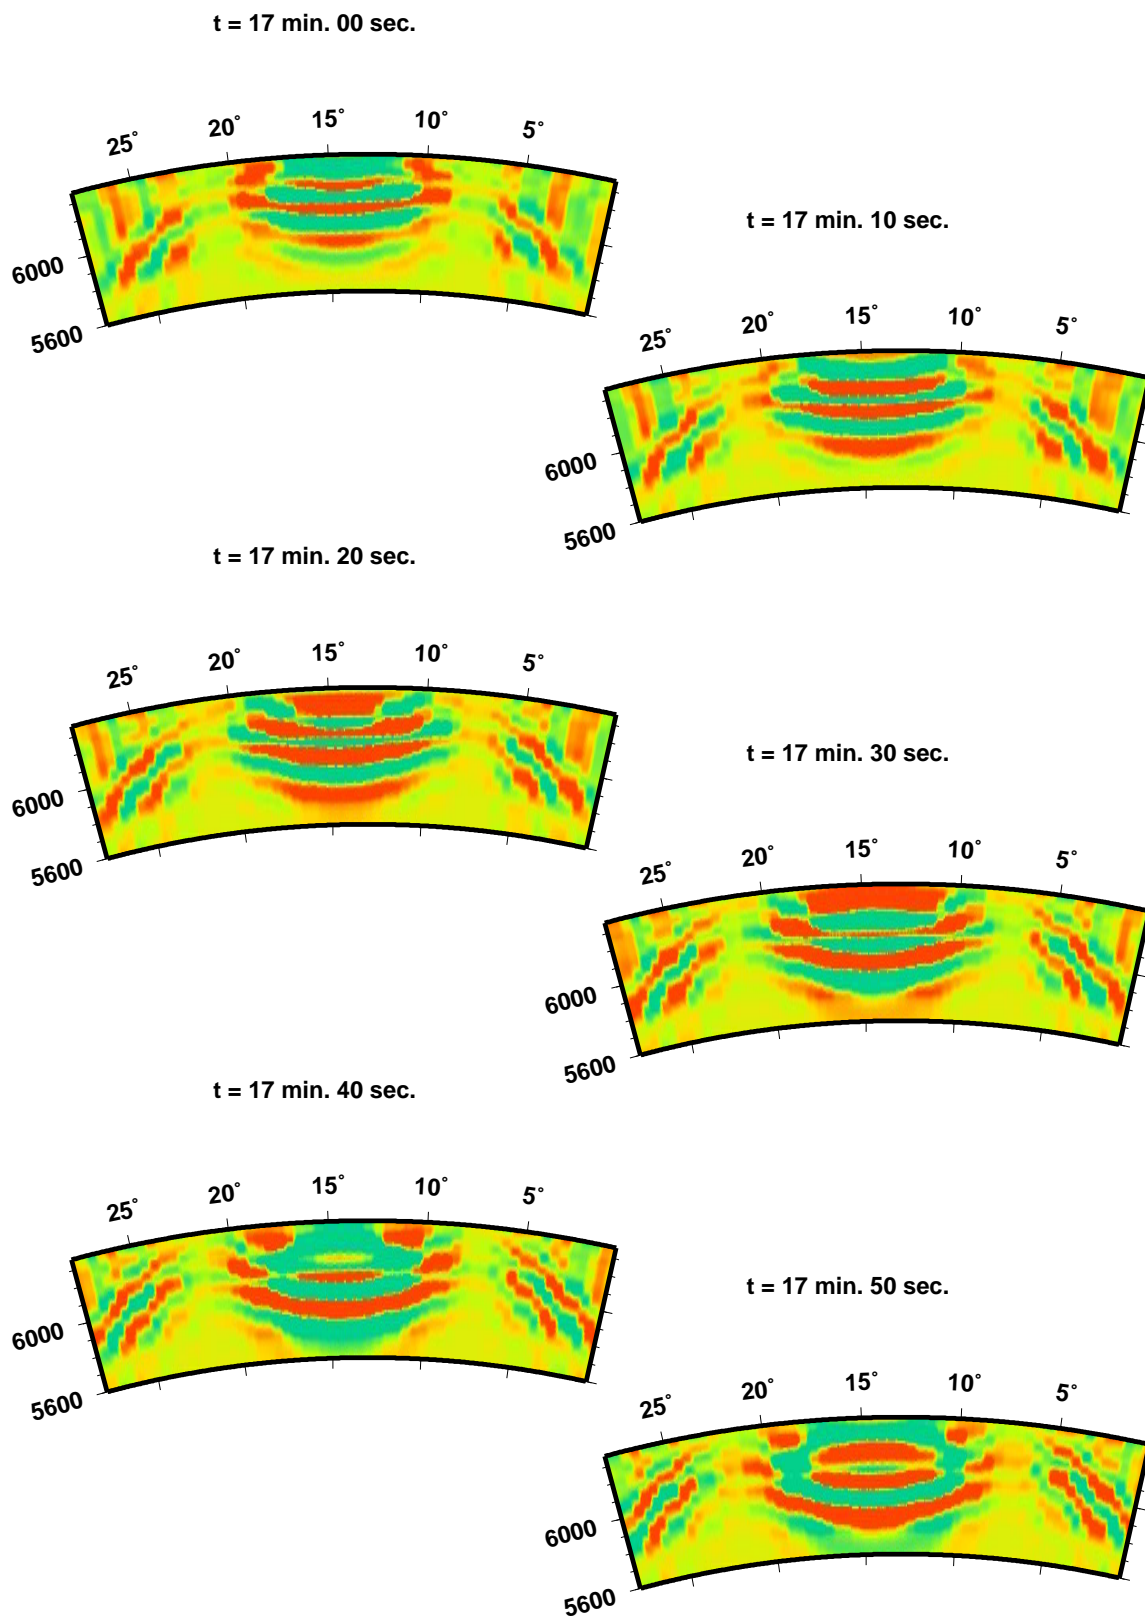 t = 17 min. 00 sec.
25° 20° 15° 10° 5°
6000
5600
t = 17 min. 10 sec.
25° 20° 15° 10° 5°
6000
5600
t = 17 min. 20 sec.
25° 20° 15° 10° 5°
6000
5600
t = 17 min. 30 sec.
25° 20° 15° 10° 5°
6000
5600
t = 17 min. 40 sec.
25° 20° 15° 10° 5°
6000
5600
t = 17 min. 50 sec.
25° 20° 15° 10° 5°
6000
5600